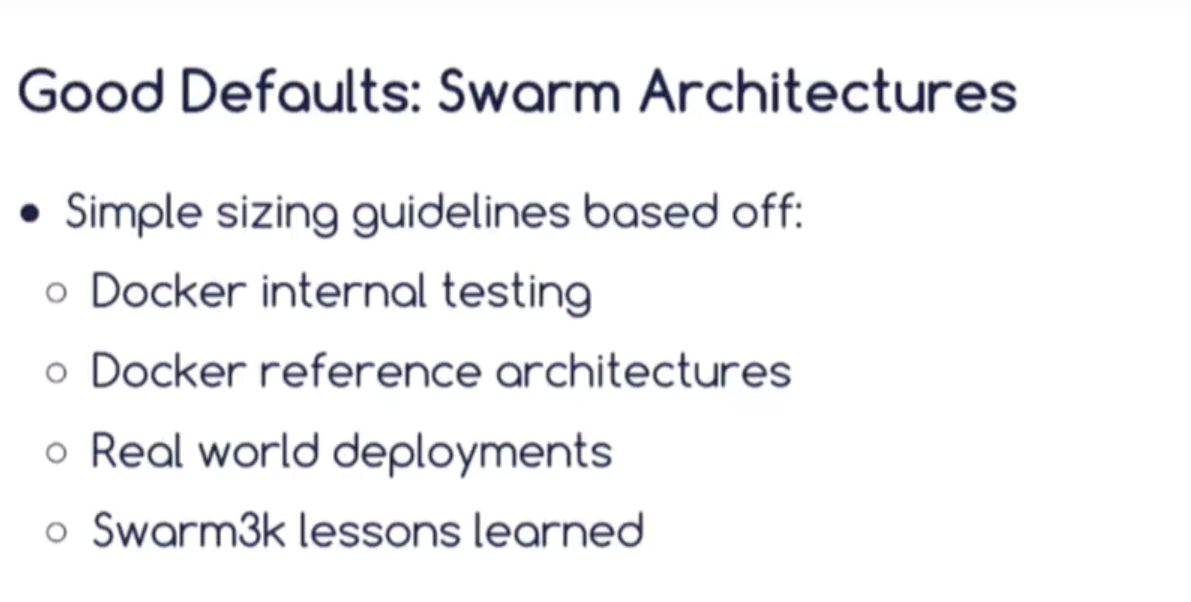 Good Defaults: Swarm Architectures
• Simple sizing guidelines based off:
○ Docker internal testing
○ Docker reference architectures
○ Real world deployments
○ Swarm3k lessons learned